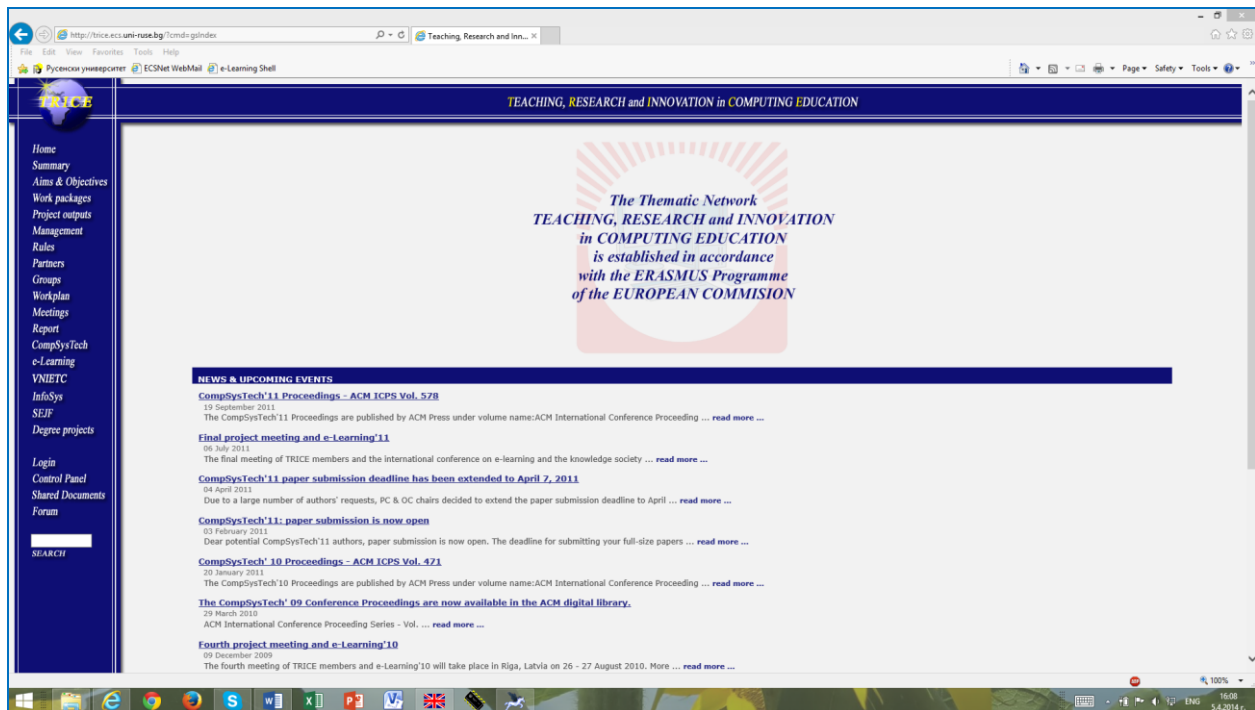 http://trice.ecs.uni-ruse.bg/?cmd=gsIndex
Teaching, Research and Inn...
File Edit View Favorites Tools Help
Русенски университет ECSNet WebMail e-Learning Shell
Page Safety Tools
TRICE
TEACHING, RESEARCH and INNOVATION in COMPUTING EDUCATION
Home
Summary
Aims & Objectives
Work packages
Project outputs
Management
Rules
Partners
Groups
Workplan
Meetings
Report
CompSysTech
e-Learning
VNIETC
InfoSys
SEJF
Degree projects
Login
Control Panel
Shared Documents
Forum
SEARCH
The Thematic Network
TEACHING, RESEARCH and INNOVATION
in COMPUTING EDUCATION
is established in accordance
with the ERASMUS Programme
of the EUROPEAN COMMISION
NEWS & UPCOMING EVENTS
CompSysTech'11 Proceedings - ACM ICPS Vol. 578
19 September 2011
The CompSysTech'11 Proceedings are published by ACM Press under volume name:ACM International Conference Proceeding ... read more ...
Final project meeting and e-Learning'11
06 July 2011
The final meeting of TRICE members and the international conference on e-learning and the knowledge society ... read more ...
CompSysTech'11 paper submission deadline has been extended to April 7, 2011
04 April 2011
Due to a large number of authors' requests, PC & OC chairs decided to extend the paper submission deadline to April ... read more ...
CompSysTech'11: paper submission is now open
03 February 2011
Dear potential CompSysTech'11 authors, paper submission is now open. The deadline for submitting your full-size papers ... read more ...
CompSysTech' 10 Proceedings - ACM ICPS Vol. 471
20 January 2011
The CompSysTech'10 Proceedings are published by ACM Press under volume name:ACM International Conference Proceeding ... read more ...
The CompSysTech' 09 Conference Proceedings are now available in the ACM digital library.
29 March 2010
ACM International Conference Proceeding Series - Vol. ... read more ...
Fourth project meeting and e-Learning'10
09 December 2009
The fourth meeting of TRICE members and e-Learning'10 will take place in Riga, Latvia on 26 - 27 August 2010. More ... read more ...
100%
ENG
16:08
5.4.2014 г.